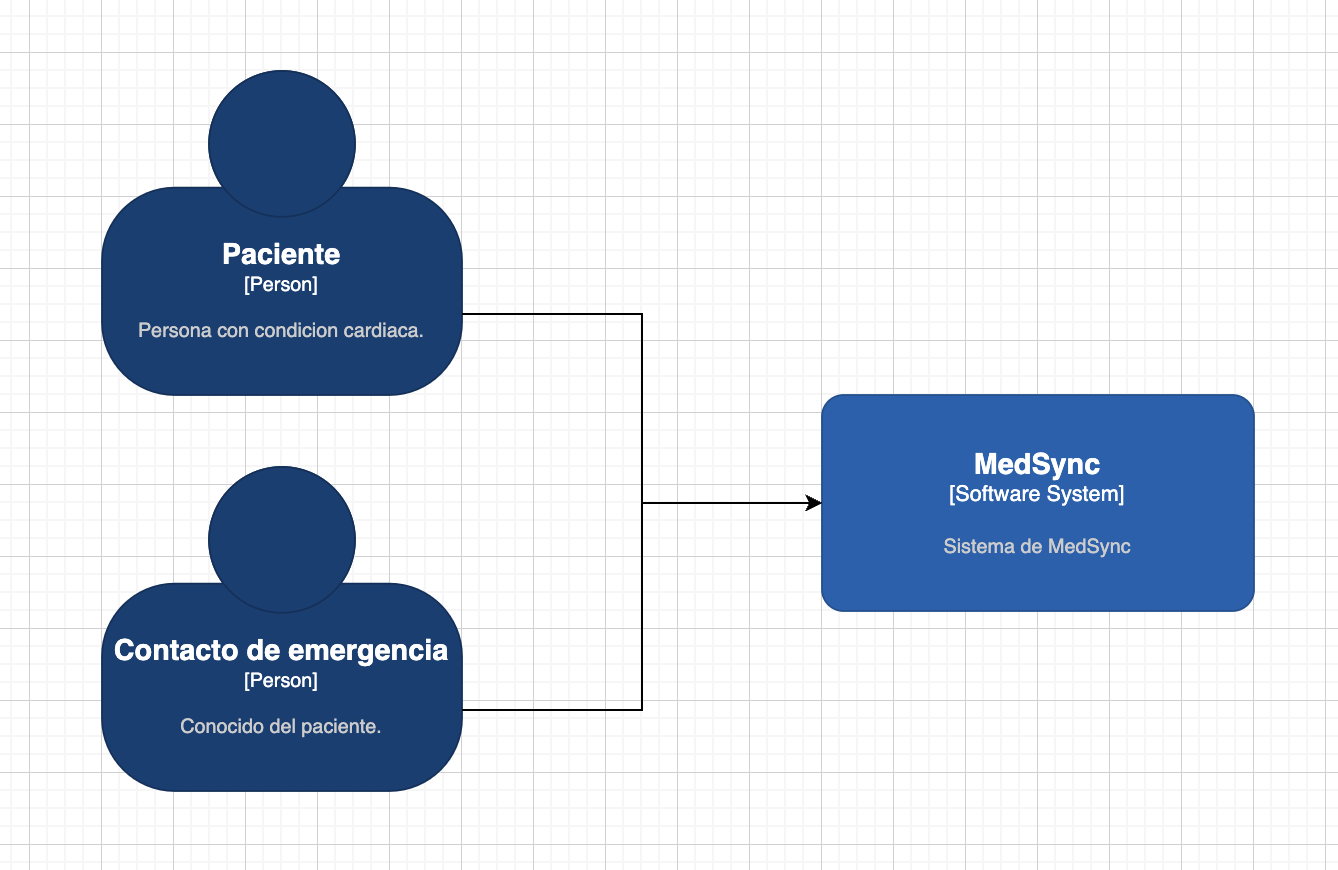 Paciente
[Person]
Persona con condicion cardiaca.
Contacto de emergencia
[Person]
Conocido del paciente.
MedSync
[Software System]
Sistema de MedSync